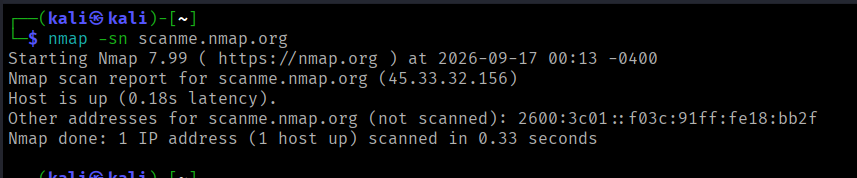 ┌──(kali㉿kali)-[~]
└─$ nmap -sn scanme.nmap.org
Starting Nmap 7.99 ( https://nmap.org ) at 2026-09-17 00:13 -0400
Nmap scan report for scanme.nmap.org (45.33.32.156)
Host is up (0.18s latency).
Other addresses for scanme.nmap.org (not scanned): 2600:3c01::f03c:91ff:fe18:bb2f
Nmap done: 1 IP address (1 host up) scanned in 0.33 seconds
(kali㉿kali)-[~]